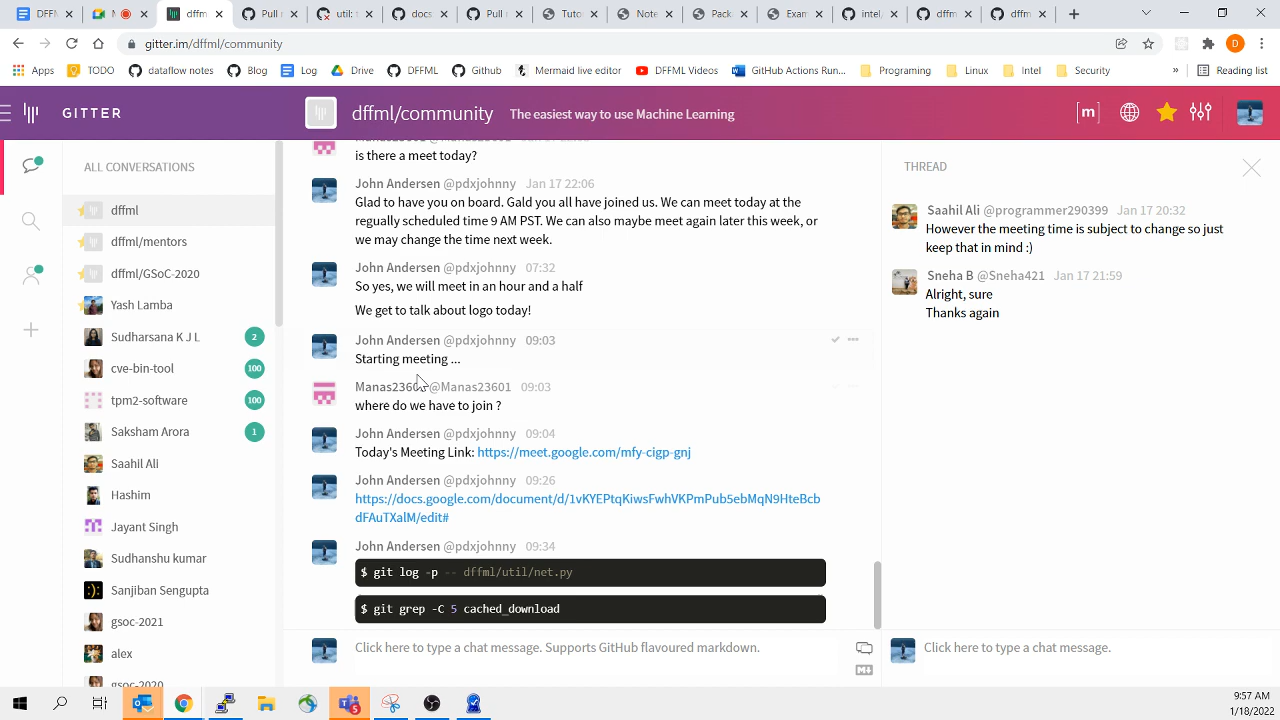 gitter.im/dffml/community
Apps
TODO
dataflow notes
GitHub
Blog
Log
Drive
DFFML
Mermaid live editor
DFFML Videos
GitHub Actions Run...
Programing
Linux
Intel
Security
»
Reading list
GITTER
dffml/community
The easiest way to use Machine Learning
[m]
ALL CONVERSATIONS
dffml
dffml/mentors
dffml/GSoC-2020
Yash Lamba
Sudharsana K J L
2
cve-bin-tool
100
tpm2-software
100
Saksham Arora
1
Saahil Ali
Hashim
Jayant Singh
Sudhanshu kumar
Sanjiban Sengupta
gsoc-2021
alex
gsoc-2020
is there a meet today?
John Andersen @pdxjohnny Jan 17 22:06
Glad to have you on board. Gald you all have joined us. We can meet today at the
regually scheduled time 9 AM PST. We can also maybe meet again later this week, or
we may change the time next week.
John Andersen @pdxjohnny 07:32
So yes, we will meet in an hour and a half
We get to talk about logo today!
John Andersen @pdxjohnny 09:03
Starting meeting ...
Manas23601 @Manas23601 09:03
where do we have to join ?
John Andersen @pdxjohnny 09:04
Today's Meeting Link: https://meet.google.com/mfy-cigp-gnj
John Andersen @pdxjohnny 09:26
https://docs.google.com/document/d/1vKYEPtqKiwsFwhVKPmPub5ebMqN9HteBcb
dFAuTXalM/edit#
John Andersen @pdxjohnny 09:34
$ git log -p -- dffml/util/net.py
$ git grep -C 5 cached_download
Click here to type a chat message. Supports GitHub flavoured markdown.
THREAD
Saahil Ali @programmer290399 Jan 17 20:32
However the meeting time is subject to change so just
keep that in mind :)
Sneha B @Sneha421 Jan 17 21:59
Alright, sure
Thanks again
Click here to type a chat message.
9:57 AM
1/18/2022